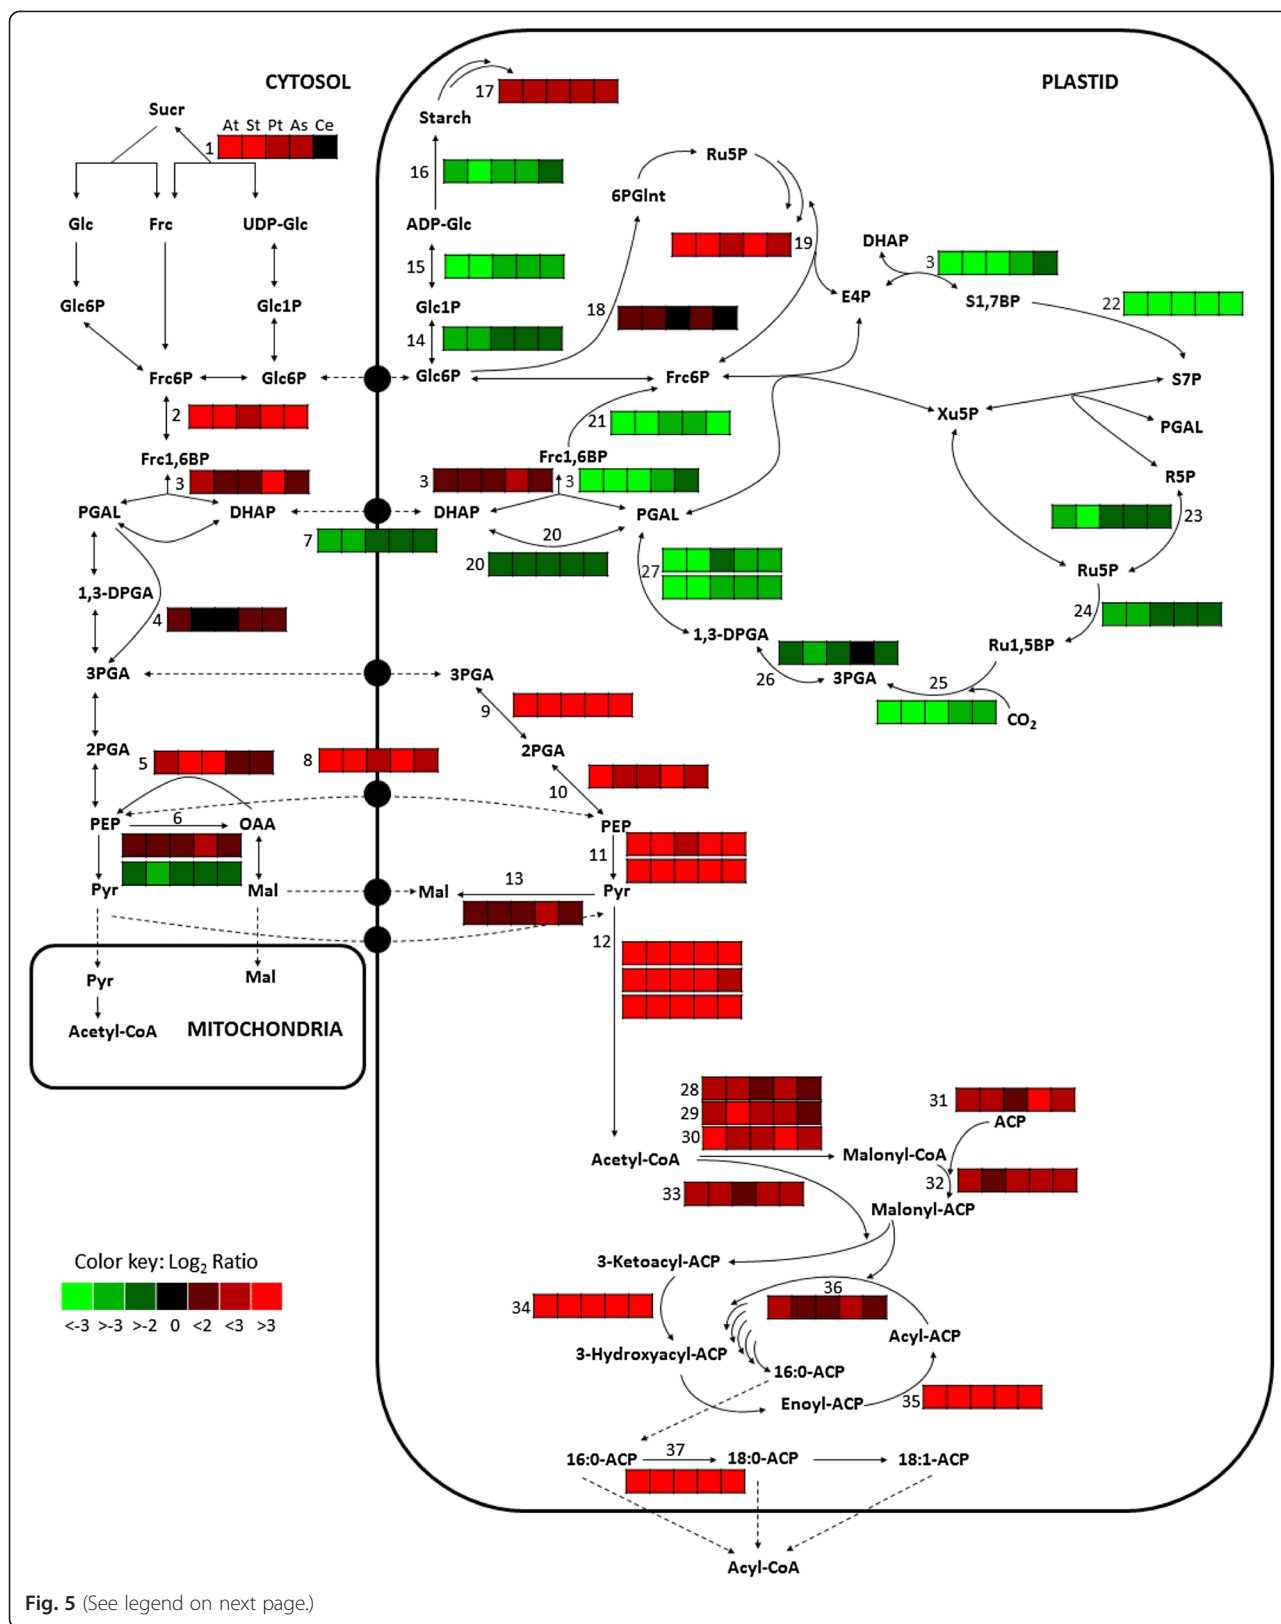 CYTOSOL
PLASTID
17
Sucr
Starch
At St Pt As Ce
1
Ru5P
16
6PGlnt
Glc
Frc
UDP-Glc
ADP-Glc
19
DHAP
3
15
E4P
S1,7BP
22
Glc6P
Glc1P
Glc1P
18
14
Frc6P
Glc6P
Glc6P
Frc6P
S7P
2
21
Xu5P
PGAL
Frc1,6BP
Frc1,6BP
3
3
3
R5P
PGAL
DHAP
DHAP
PGAL
23
7
20
20
27
Ru5P
1,3-DPGA
4
24
1,3-DPGA
Ru1,5BP
3PGA
3PGA
26
3PGA
25
9
CO2
2PGA
2PGA
5
8
10
PEP
6
OAA
PEP
11
Pyr
Mal
Mal
13
Pyr
12
Pyr
Mal
Acetyl-CoA
MITOCHONDRIA
28
31
29
ACP
30
Acetyl-CoA
Malonyl-CoA
33
32
Malonyl-ACP
Color key: Log2 Ratio
3-Ketoacyl-ACP
36
34
<-3 >-3 >-2 0 <2 <3 >3
Acyl-ACP
3-Hydroxyacyl-ACP
16:0-ACP
Enoyl-ACP
35
37
16:0-ACP
18:0-ACP
18:1-ACP
Acyl-CoA
Fig. 5 (See legend on next page.)